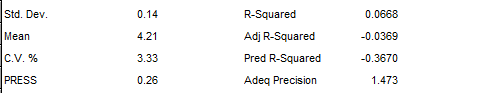 Std. Dev. 0.14 R-Squared 0.0668
Mean 4.21 Adj R-Squared -0.0369
C.V. % 3.33 Pred R-Squared -0.3670
PRESS 0.26 Adeq Precision 1.473